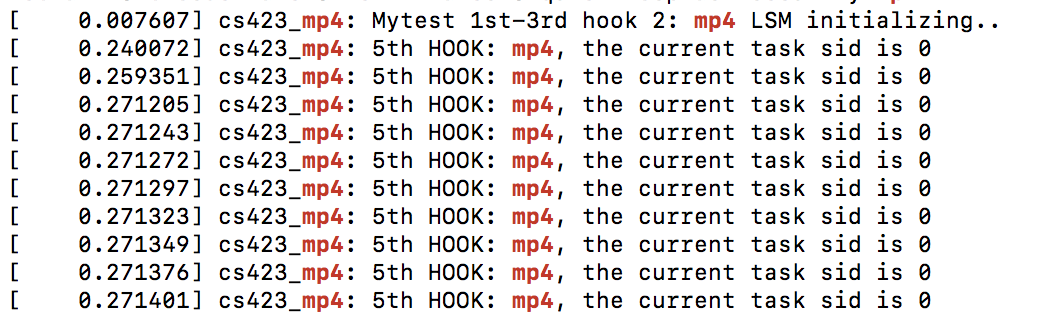 [    0.007607] cs423_mp4: Mytest 1st-3rd hook 2: mp4 LSM initializing..
[    0.240072] cs423_mp4: 5th HOOK: mp4, the current task sid is 0
[    0.259351] cs423_mp4: 5th HOOK: mp4, the current task sid is 0
[    0.271205] cs423_mp4: 5th HOOK: mp4, the current task sid is 0
[    0.271243] cs423_mp4: 5th HOOK: mp4, the current task sid is 0
[    0.271272] cs423_mp4: 5th HOOK: mp4, the current task sid is 0
[    0.271297] cs423_mp4: 5th HOOK: mp4, the current task sid is 0
[    0.271323] cs423_mp4: 5th HOOK: mp4, the current task sid is 0
[    0.271349] cs423_mp4: 5th HOOK: mp4, the current task sid is 0
[    0.271376] cs423_mp4: 5th HOOK: mp4, the current task sid is 0
[    0.271401] cs423_mp4: 5th HOOK: mp4, the current task sid is 0